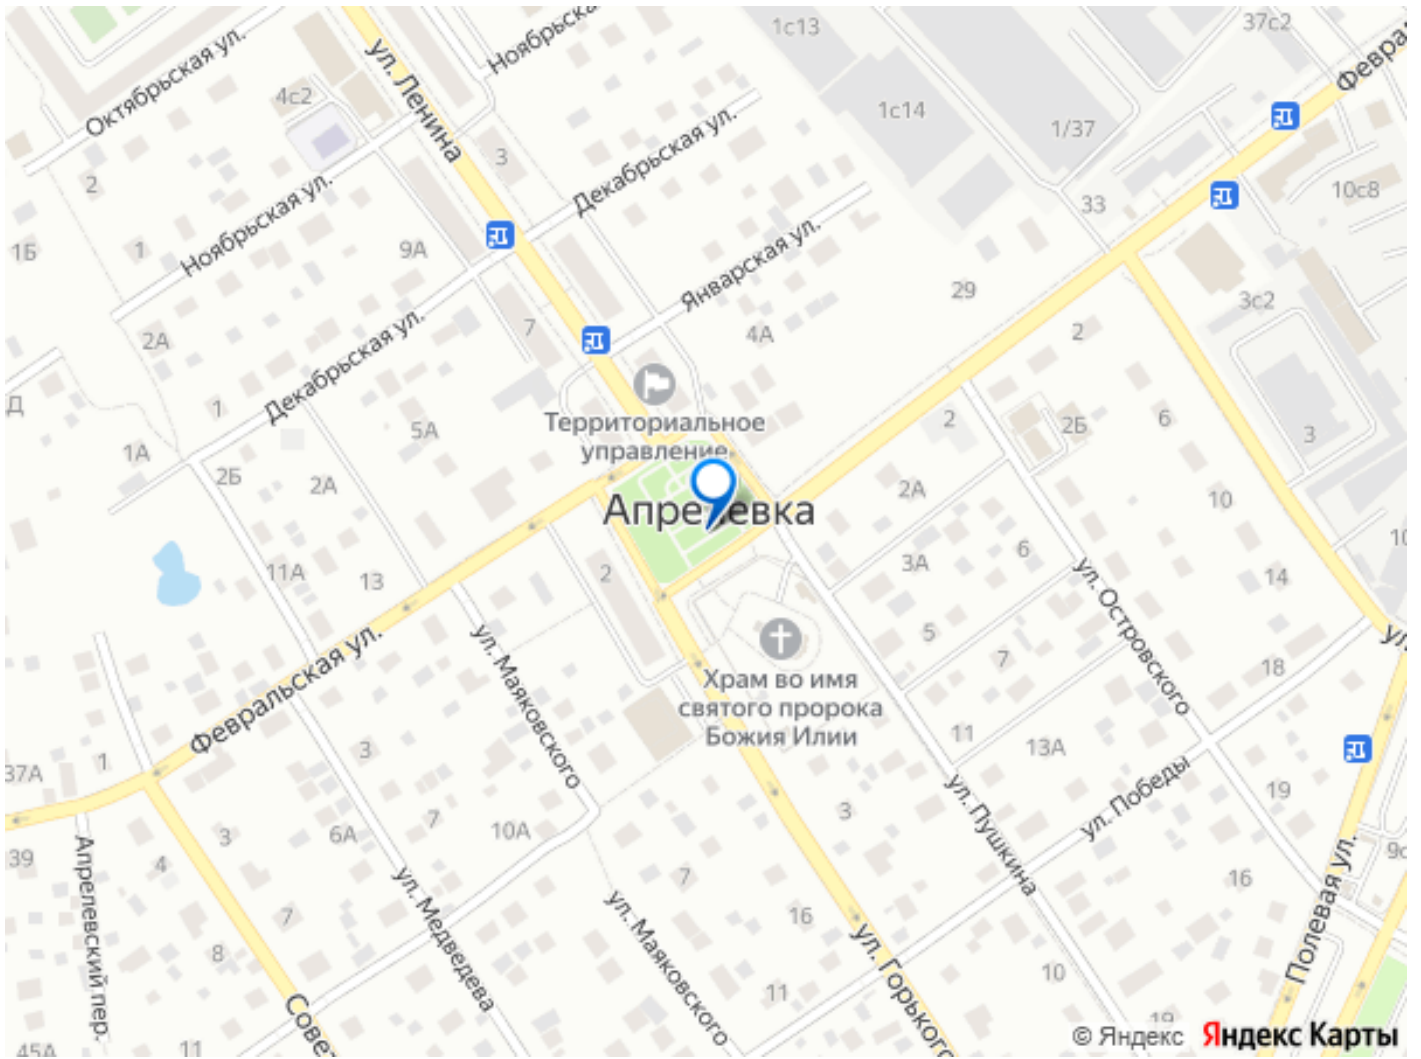 1с13
37с2
Февра
Ноябрьска
Октябрьская ул.
ул. Ленина
4с2
1с14
1/37
3
Декабрьская ул.
2
10с8
33
Ноябрьская ул.
1Б
1
9А
Январская ул.
29
3с2
7
4А
2
2А
Декабрьская ул.
Д
1
Территориальное
управление
5А
2
2Б
6
3
1А
2Б
2А
2А
10
Апрелевка
10
11А
13
2
3А
6
14
ул. Островского
Февральская ул.
ул. Маяковского
5
7
ул.
18
Храм во имя
святого пророка
Божия Илии
3
11
13А
37А
1
ул. Пушкина
ул. Победы
19
3
6А
7
10А
3
39
4
Апрелевский пер.
ул. Медведева
7
16
9с
7
8
ул. Маяковского
16
ул. Горького
Полевая ул.
10
11
Сове
19
45А
11
© Яндекс Яндекс Карты